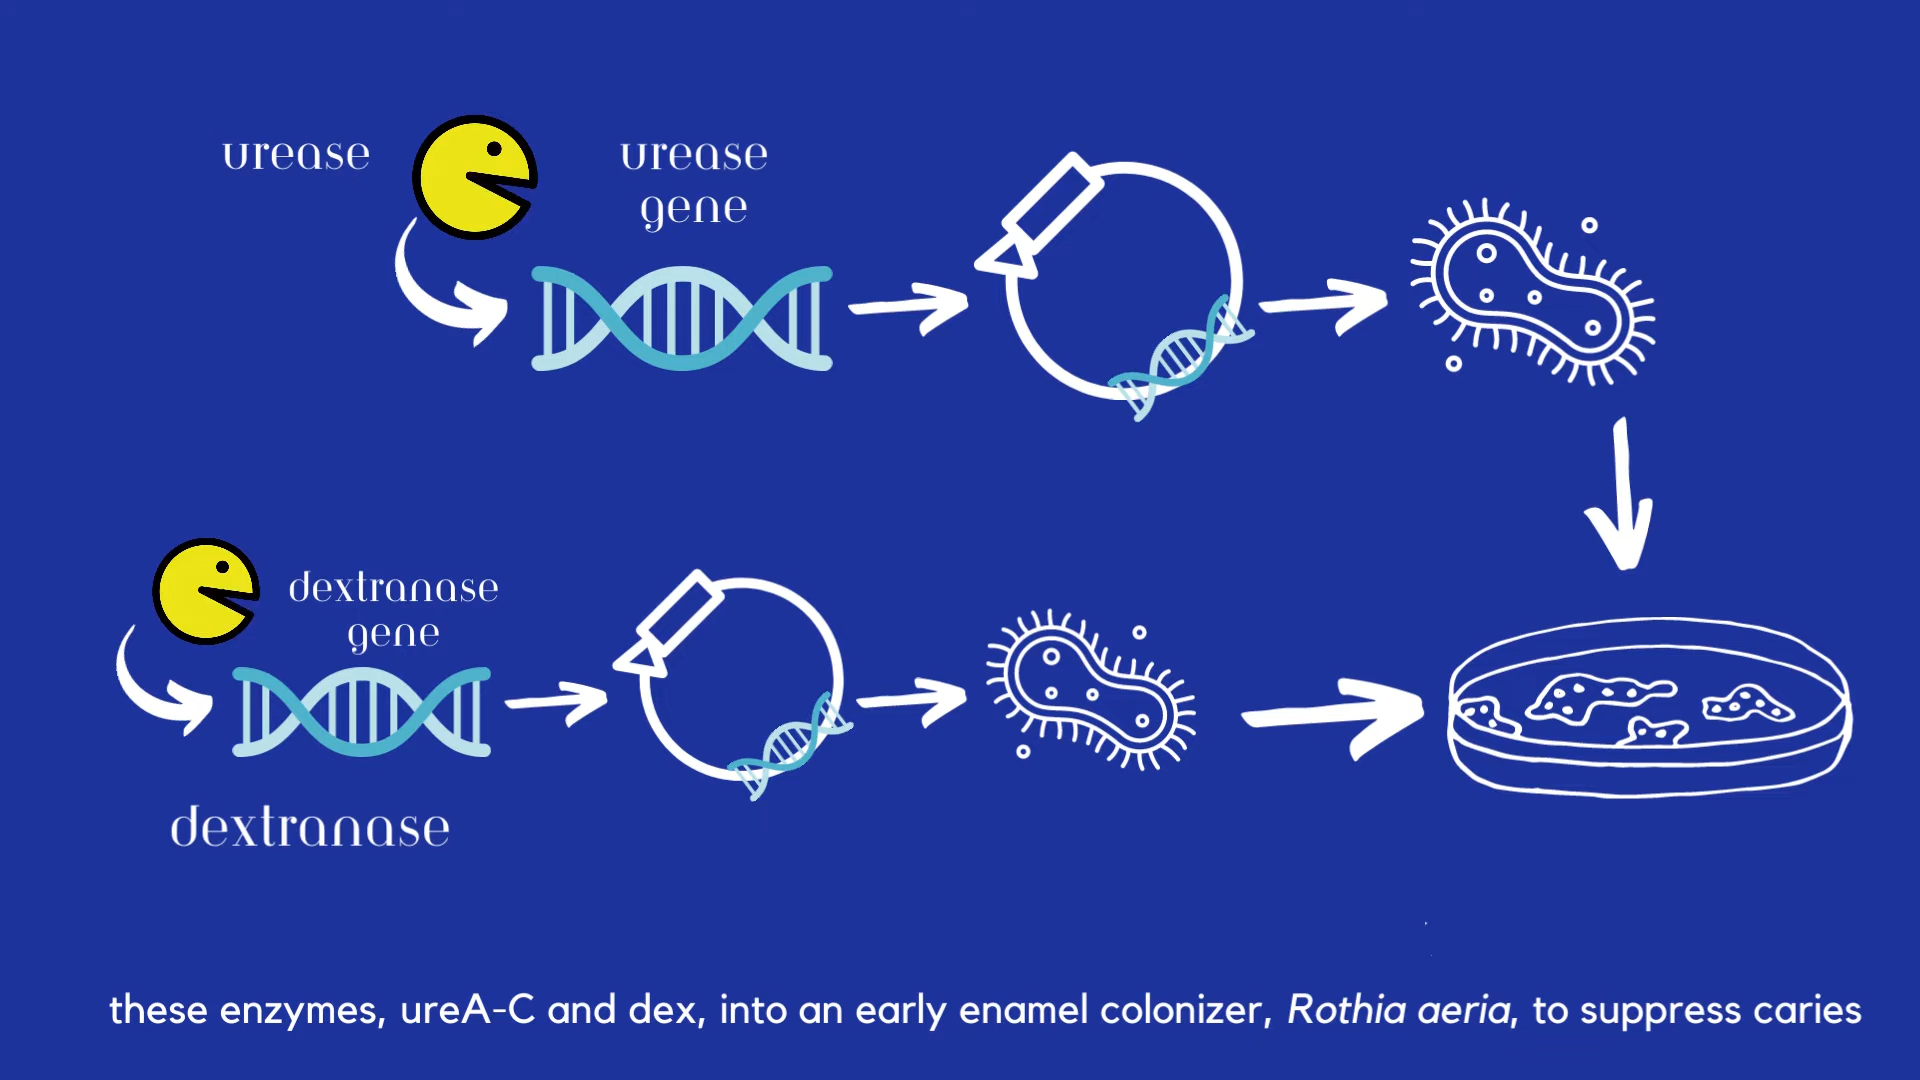 urease
urease
gene
dextranase
gene
dextranase
these enzymes, ureA-C and dex, into an early enamel colonizer, Rothia aeria, to suppress caries